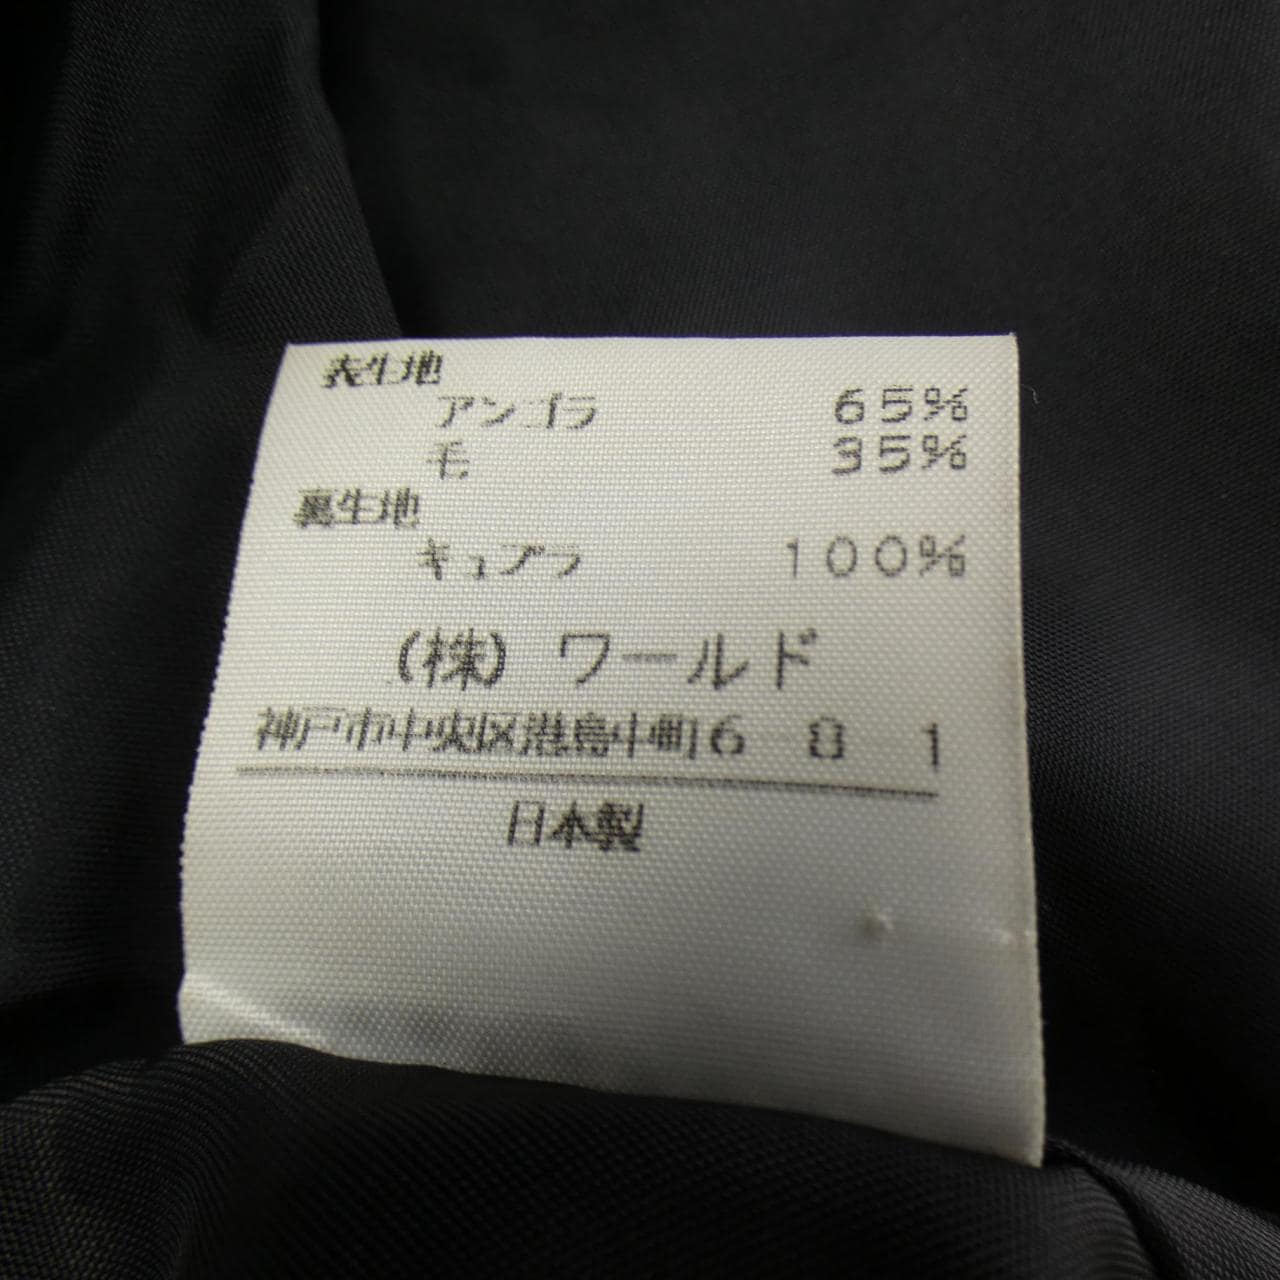 表生地
アンゴラ 65%
毛 35%
裏生地
キュプラ 100%
(株) ワールド
神戸市中央区港島中町6 8 1
日本製